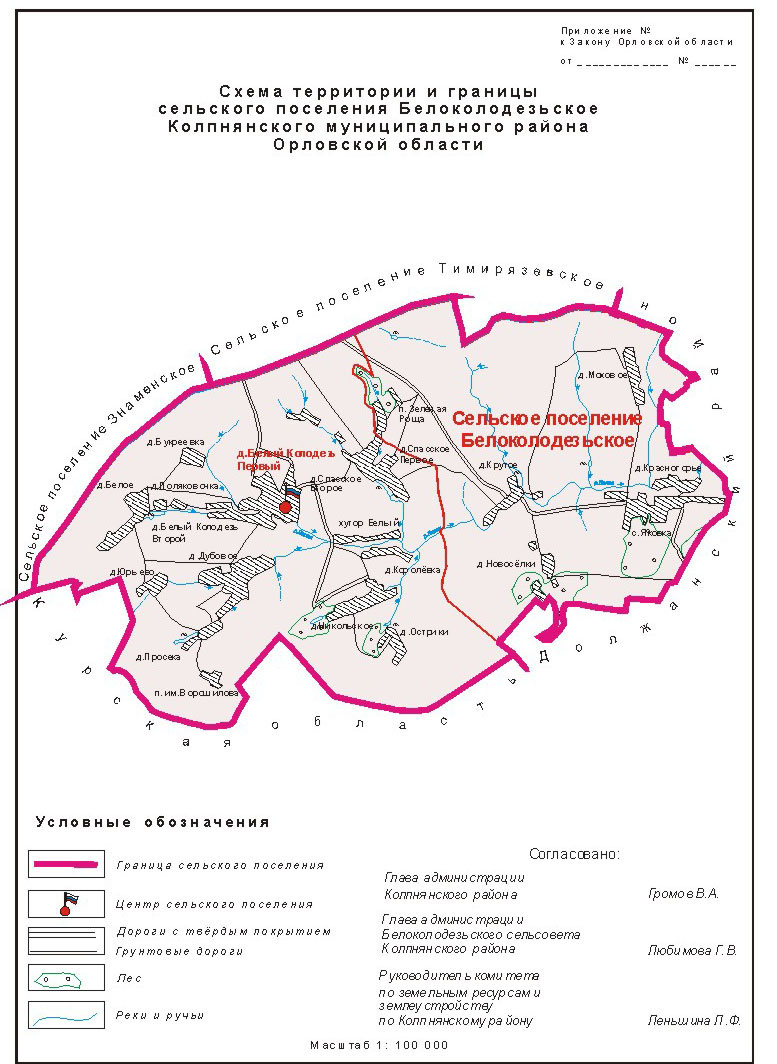 Приложение №
к Закону Орловской области
от _ _ _ _ _ _ _ _ _ _ _ _ _ № _ _ _ _ _ _
Схема территории и границы
сельского поселения Белоколодезьское
Колпнянского муниципального района
Орловской области
Сельское поселение Знаменское
Сельское поселение Тимирязевское
Должанский район
Курская область
Сельское поселение
Белоколодезьское
д.Моховое
п. Зеленая
Роща
д.Букреевка
д.Белый Колодезь
Первый
д.Спасское
Первое
д.Крутое
д.Красногорье
д.Белое
д.Поляковочка
д.Спасское
Второе
д.Белый Колодезь
Второй
хутор Белый
с.Яковка
д.Дубовое
д.Юрьево
д.Королёвка
д.Новосёлки
д.Никольское
д.Острики
д.Просека
п.им.Ворошилова
Условные обозначения
Граница сельского поселения
Центр сельского поселения
Дороги с твёрдым покрытием
Грунтовые дороги
Лес
Реки и ручьи
Согласовано:
Глава администрации
Колпнянского района Громов В.А.
Глава администрации
Белоколодезьского сельсовета
Колпнянского района Любимова Г.В.
Руководитель комитета
по земельным ресурсам и
землеустройству
по Колпнянскому району Леньшина Л.Ф.
Масштаб 1: 100 000